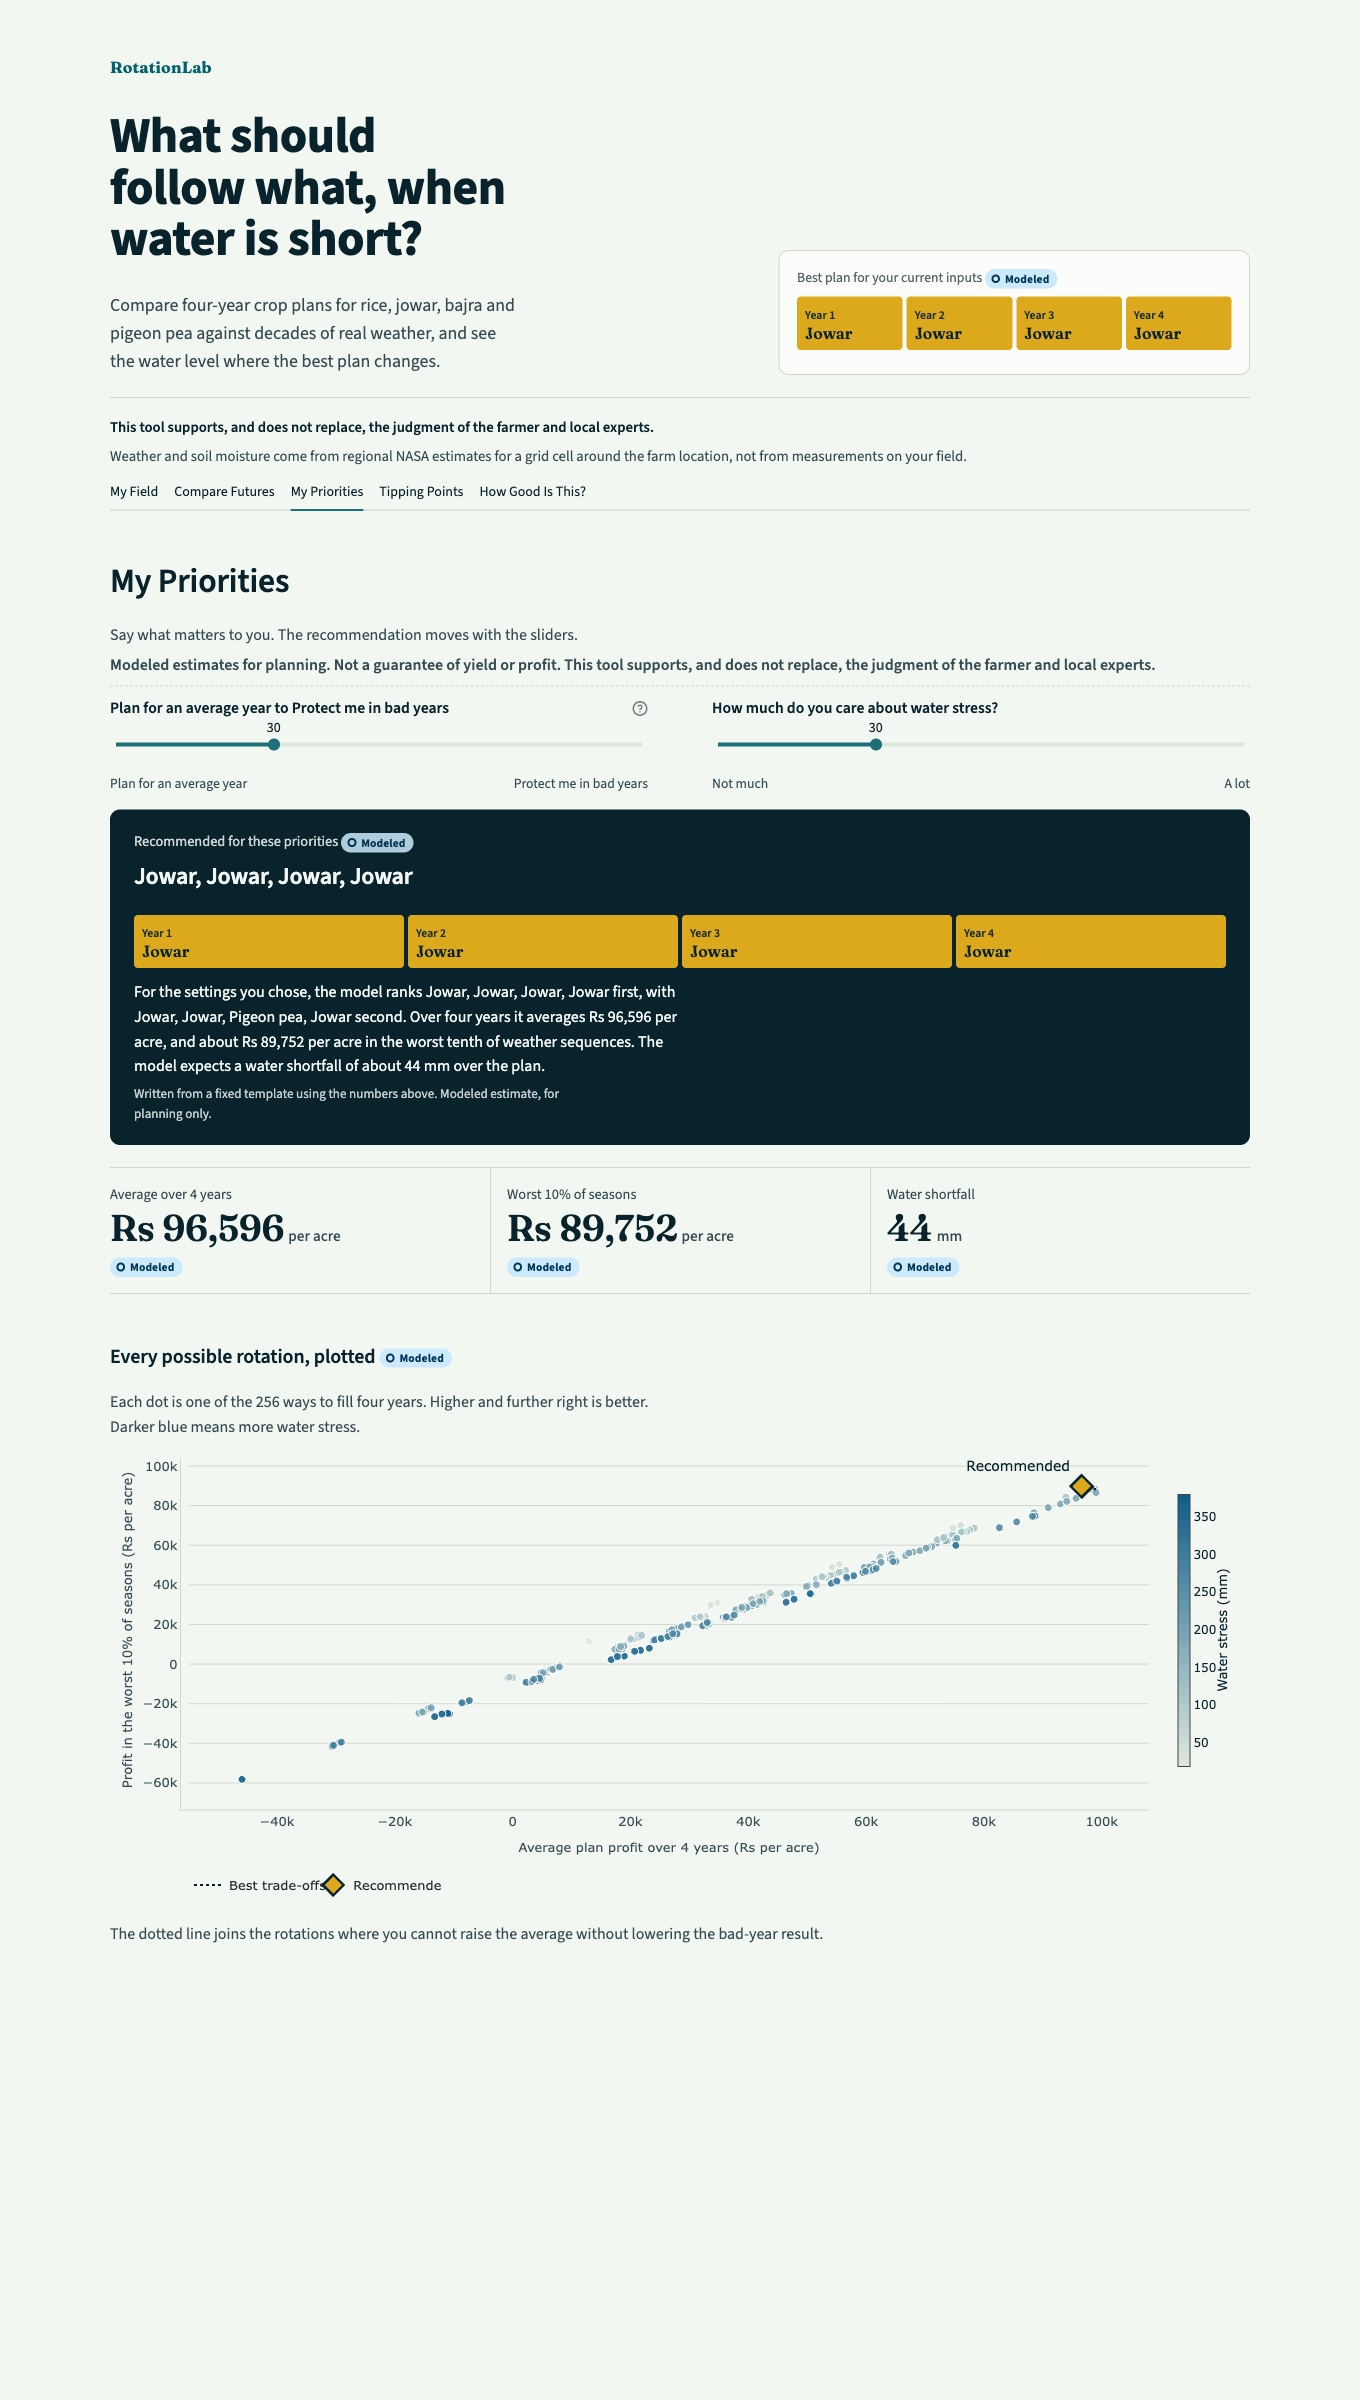 RotationLab
What should
follow what, when
water is short?
Compare four-year crop plans for rice, jowar, bajra and
pigeon pea against decades of real weather, and see
the water level where the best plan changes.
Best plan for your current inputs Modeled
Year 1 Year 2 Year 3 Year 4
Jowar Jowar Jowar Jowar
This tool supports, and does not replace, the judgment of the farmer and local experts.
Weather and soil moisture come from regional NASA estimates for a grid cell around the farm location, not from measurements on your field.
My Field Compare Futures My Priorities Tipping Points How Good Is This?
My Priorities
Say what matters to you. The recommendation moves with the sliders.
Modeled estimates for planning. Not a guarantee of yield or profit. This tool supports, and does not replace, the judgment of the farmer and local experts.
Plan for an average year to Protect me in bad years ?
30
Plan for an average year Protect me in bad years
How much do you care about water stress?
30
Not much A lot
Recommended for these priorities Modeled
Jowar, Jowar, Jowar, Jowar
Year 1 Year 2 Year 3 Year 4
Jowar Jowar Jowar Jowar
For the settings you chose, the model ranks Jowar, Jowar, Jowar, Jowar first, with
Jowar, Jowar, Pigeon pea, Jowar second. Over four years it averages Rs 96,596 per
acre, and about Rs 89,752 per acre in the worst tenth of weather sequences. The
model expects a water shortfall of about 44 mm over the plan.
Written from a fixed template using the numbers above. Modeled estimate, for
planning only.
Average over 4 years
Rs 96,596 per acre
Modeled
Worst 10% of seasons
Rs 89,752 per acre
Modeled
Water shortfall
44 mm
Modeled
Every possible rotation, plotted Modeled
Each dot is one of the 256 ways to fill four years. Higher and further right is better.
Darker blue means more water stress.
Profit in the worst 10% of seasons (Rs per acre)
100k
80k
60k
40k
20k
0
−20k
−40k
−60k
Recommended
−40k −20k 0 20k 40k 60k 80k 100k
Average plan profit over 4 years (Rs per acre)
350
300
250
200
150
100
50
Water stress (mm)
Best trade-offs Recommende
The dotted line joins the rotations where you cannot raise the average without lowering the bad-year result.